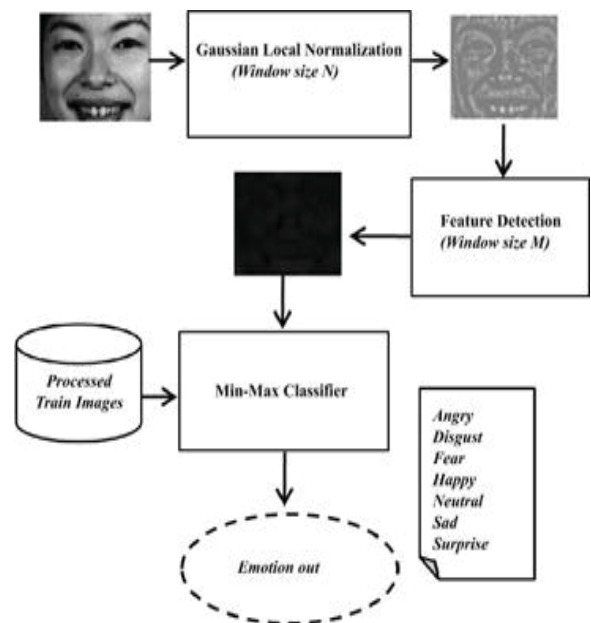 Gaussian Local Normalization
(Window size N)
Feature Detection
(Window size M)
Processed
Train Images
Min-Max Classifier
Angry
Disgust
Fear
Happy
Neutral
Sad
Surprise
Emotion out